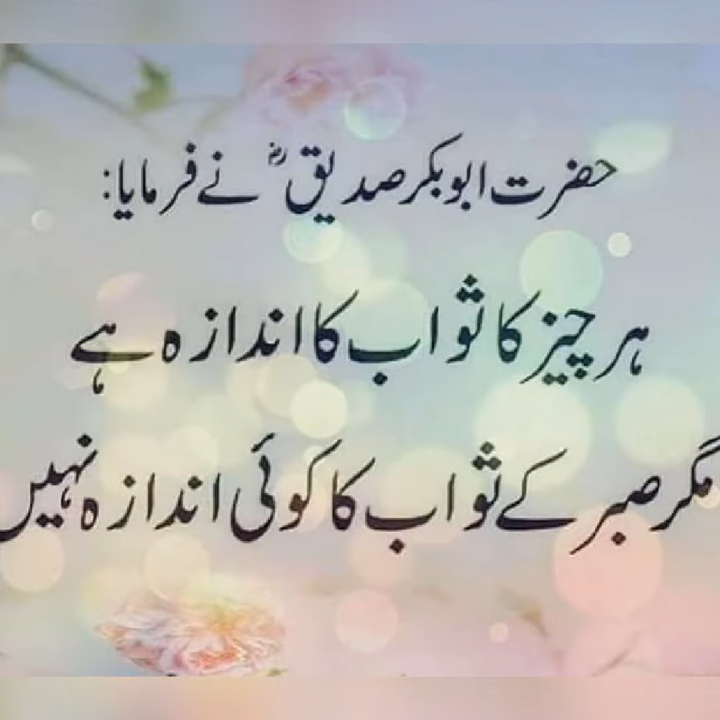 حضرت ابوبکر صدیق ؓ نے فرمایا:
ہر چیز کا ثواب کا اندازہ ہے
مگر صبر کے ثواب کا کوئی اندازہ نہیں